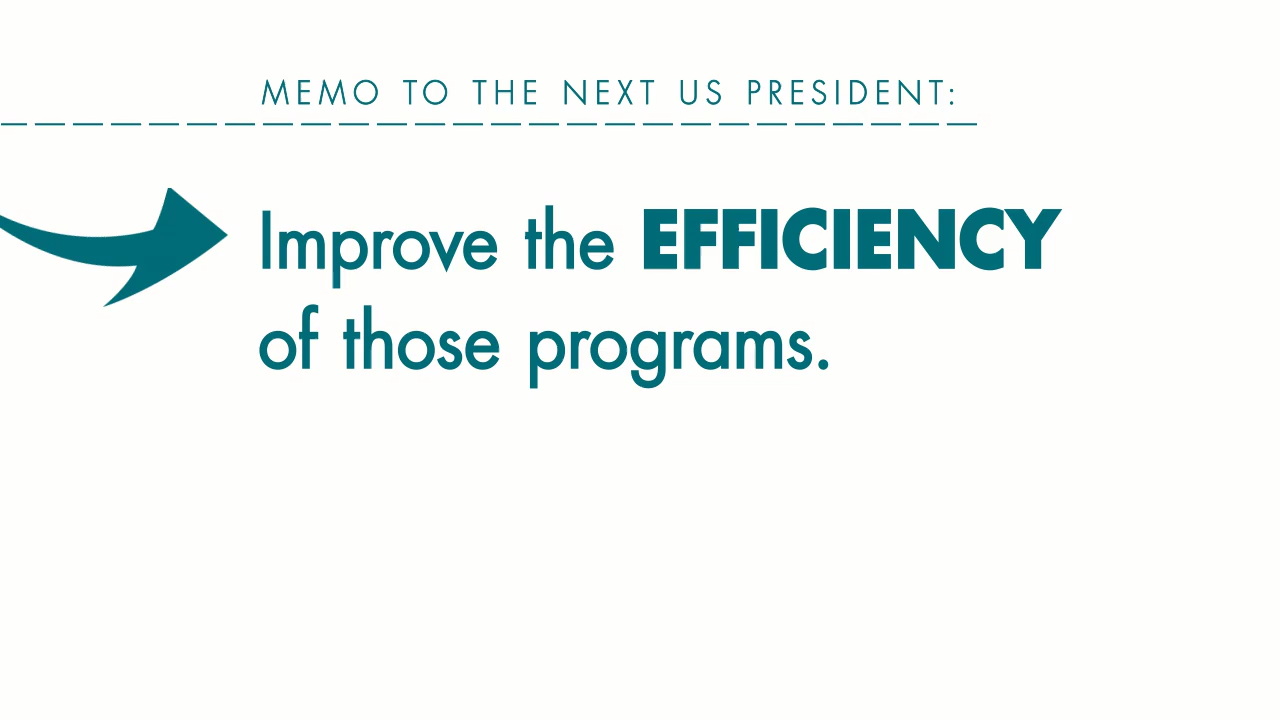 MEMO TO THE NEXT US PRESIDENT:
Improve the EFFICIENCY
of those programs.